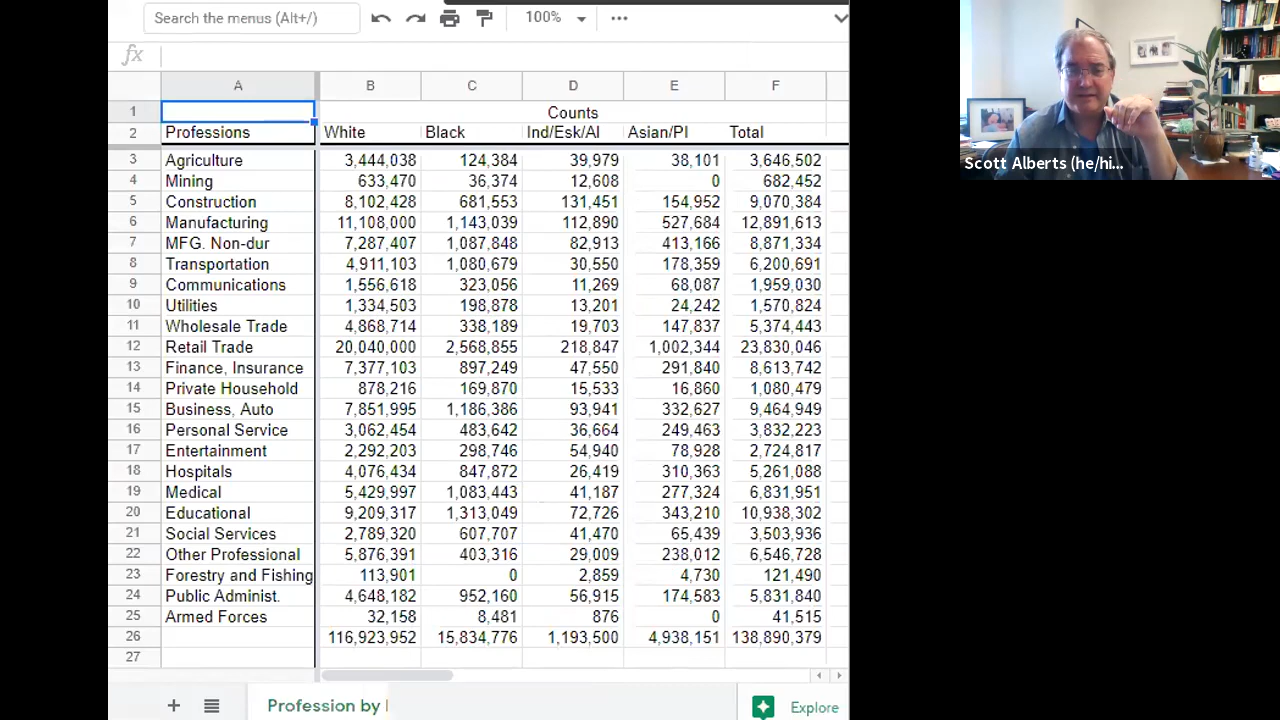 Search the menus (Alt+/)
100%
fx
A B C D E F
1 Counts
2 Professions White Black Ind/Esk/Al Asian/PI Total
3 Agriculture 3,444,038 124,384 39,979 38,101 3,646,502
4 Mining 633,470 36,374 12,608 0 682,452
5 Construction 8,102,428 681,553 131,451 154,952 9,070,384
6 Manufacturing 11,108,000 1,143,039 112,890 527,684 12,891,613
7 MFG. Non-dur 7,287,407 1,087,848 82,913 413,166 8,871,334
8 Transportation 4,911,103 1,080,679 30,550 178,359 6,200,691
9 Communications 1,556,618 323,056 11,269 68,087 1,959,030
10 Utilities 1,334,503 198,878 13,201 24,242 1,570,824
11 Wholesale Trade 4,868,714 338,189 19,703 147,837 5,374,443
12 Retail Trade 20,040,000 2,568,855 218,847 1,002,344 23,830,046
13 Finance, Insurance 7,377,103 897,249 47,550 291,840 8,613,742
14 Private Household 878,216 169,870 15,533 16,860 1,080,479
15 Business, Auto 7,851,995 1,186,386 93,941 332,627 9,464,949
16 Personal Service 3,062,454 483,642 36,664 249,463 3,832,223
17 Entertainment 2,292,203 298,746 54,940 78,928 2,724,817
18 Hospitals 4,076,434 847,872 26,419 310,363 5,261,088
19 Medical 5,429,997 1,083,443 41,187 277,324 6,831,951
20 Educational 9,209,317 1,313,049 72,726 343,210 10,938,302
21 Social Services 2,789,320 607,707 41,470 65,439 3,503,936
22 Other Professional 5,876,391 403,316 29,009 238,012 6,546,728
23 Forestry and Fishing 113,901 0 2,859 4,730 121,490
24 Public Administ. 4,648,182 952,160 56,915 174,583 5,831,840
25 Armed Forces 32,158 8,481 876 0 41,515
26 116,923,952 15,834,776 1,193,500 4,938,151 138,890,379
27
Profession by
Explore
Scott Alberts (he/hi...